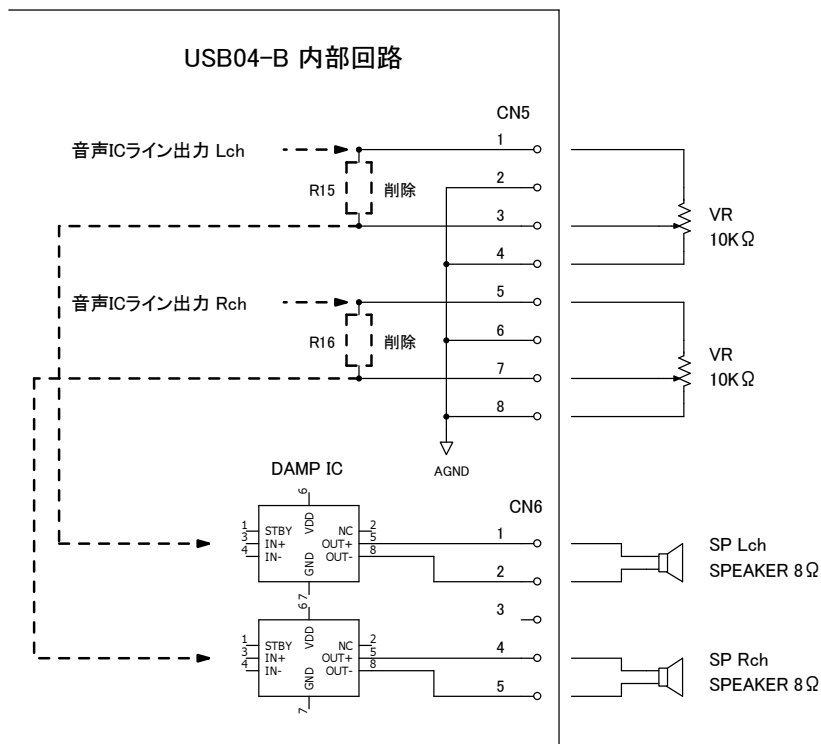 USB04-B 内部回路
CN5
音声ICライン出力 Lch
1
R15
削除
2
3
VR
10KΩ
4
音声ICライン出力 Rch
5
R16
削除
6
7
VR
10KΩ
8
AGND
DAMP IC
CN6
6
VDD
1 STBY
NC 2
3 IN+
OUT+ 5
4 IN-
OUT- 8
GND
7
1
2
SP Lch
SPEAKER 8Ω
3
6
VDD
1 STBY
NC 2
3 IN+
OUT+ 5
4 IN-
OUT- 8
GND
7
4
5
SP Rch
SPEAKER 8Ω